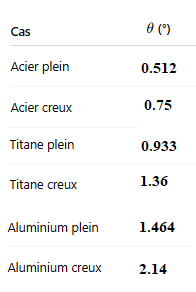 Cas θ (°)
Acier plein 0.512
Acier creux 0.75
Titane plein 0.933
Titane creux 1.36
Aluminium plein 1.464
Aluminium creux 2.14